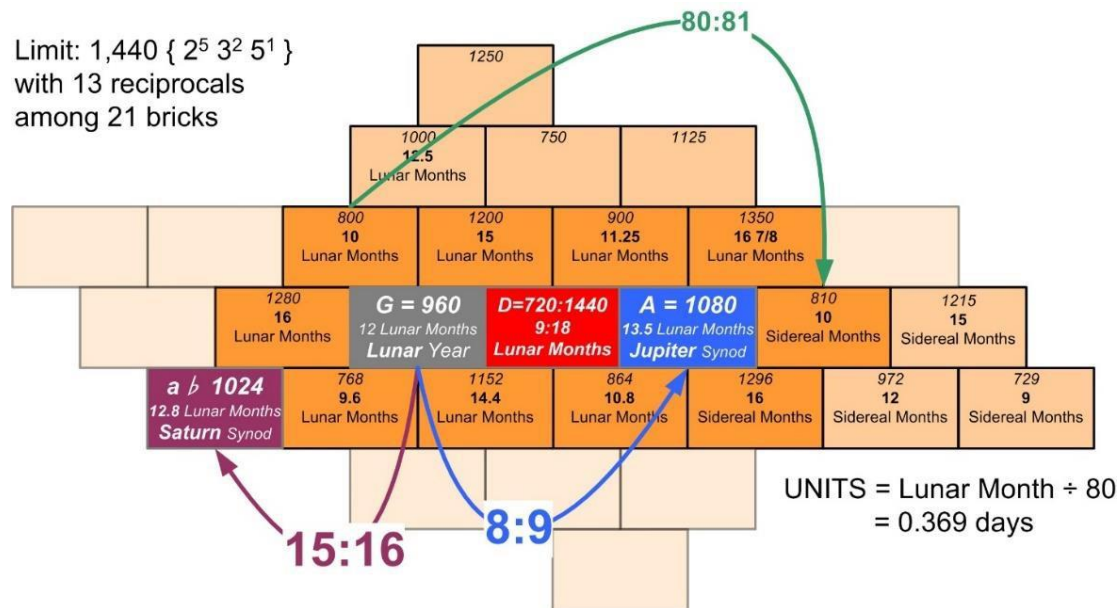 80:81
Limit: 1,440 { 2⁵ 3² 5¹ }
with 13 reciprocals
among 21 bricks
1250
1000
12.5
Lunar Months
750
1125
800
10
Lunar Months
1200
15
Lunar Months
900
11.25
Lunar Months
1350
16 7/8
Lunar Months
1280
16
Lunar Months
G = 960
12 Lunar Months
Lunar Year
D=720:1440
9:18
Lunar Months
A = 1080
13.5 Lunar Months
Jupiter Synod
810
10
Sidereal Months
1215
15
Sidereal Months
a ♭ 1024
12.8 Lunar Months
Saturn Synod
768
9.6
Lunar Months
1152
14.4
Lunar Months
864
10.8
Lunar Months
1296
16
Sidereal Months
972
12
Sidereal Months
729
9
Sidereal Months
15:16
8:9
UNITS = Lunar Month ÷ 80
= 0.369 days